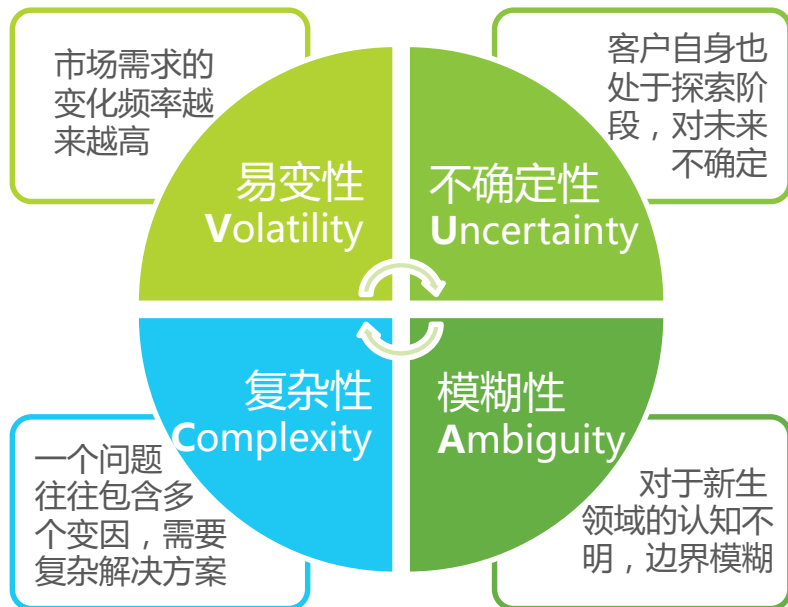 市场需求的
变化频率越
来越高
客户自身也
处于探索阶
段，对未来
不确定
易变性
Volatility
不确定性
Uncertainty
复杂性
Complexity
模糊性
Ambiguity
一个问题
往往包含多
个变因，需要
复杂解决方案
对于新生
领域的认知不
明，边界模糊